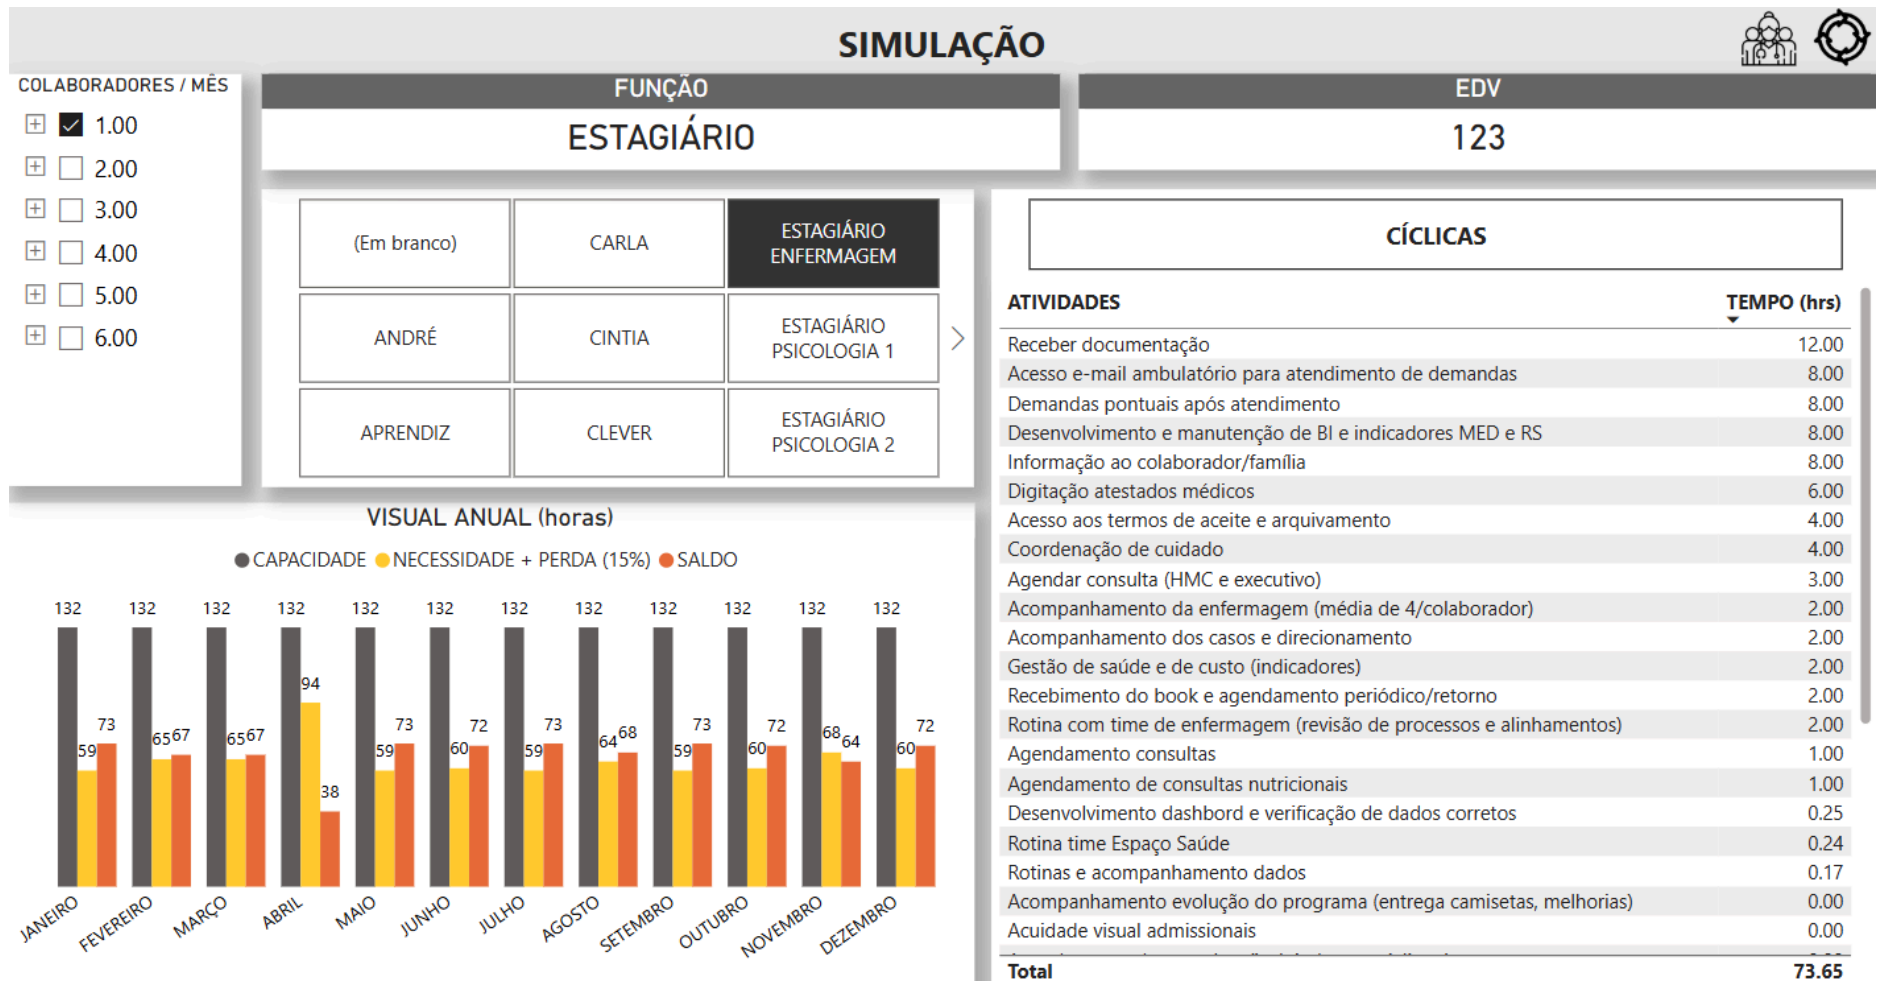 SIMULAÇÃO
COLABORADORES / MÊS
1.00
2.00
3.00
4.00
5.00
6.00
FUNÇÃO
ESTAGIÁRIO
EDV
123
(Em branco)
CARLA
ESTAGIÁRIO
ENFERMAGEM
ANDRÉ
CINTIA
ESTAGIÁRIO
PSICOLOGIA 1
APRENDIZ
CLEVER
ESTAGIÁRIO
PSICOLOGIA 2
VISUAL ANUAL (horas)
CAPACIDADE NECESSIDADE + PERDA (15%) SALDO
132 132 132 132 132 132 132 132 132 132 132 132
59 73 65 67 65 67 94 38 59 73 60 72 59 73 64 68 59 73 60 72 68 64 60 72
JANEIRO FEVEREIRO MARÇO ABRIL MAIO JUNHO JULHO AGOSTO SETEMBRO OUTUBRO NOVEMBRO DEZEMBRO
CÍCLICAS
ATIVIDADES TEMPO (hrs)
Receber documentação 12.00
Acesso e-mail ambulatório para atendimento de demandas 8.00
Demandas pontuais após atendimento 8.00
Desenvolvimento e manutenção de BI e indicadores MED e RS 8.00
Informação ao colaborador/família 8.00
Digitação atestados médicos 6.00
Acesso aos termos de aceite e arquivamento 4.00
Coordenação de cuidado 4.00
Agendar consulta (HMC e executivo) 3.00
Acompanhamento da enfermagem (média de 4/colaborador) 2.00
Acompanhamento dos casos e direcionamento 2.00
Gestão de saúde e de custo (indicadores) 2.00
Recebimento do book e agendamento periódico/retorno 2.00
Rotina com time de enfermagem (revisão de processos e alinhamentos) 2.00
Agendamento consultas 1.00
Agendamento de consultas nutricionais 1.00
Desenvolvimento dashbord e verificação de dados corretos 0.25
Rotina time Espaço Saúde 0.24
Rotinas e acompanhamento dados 0.17
Acompanhamento evolução do programa (entrega camisetas, melhorias) 0.00
Acuidade visual admissionais 0.00
Total 73.65